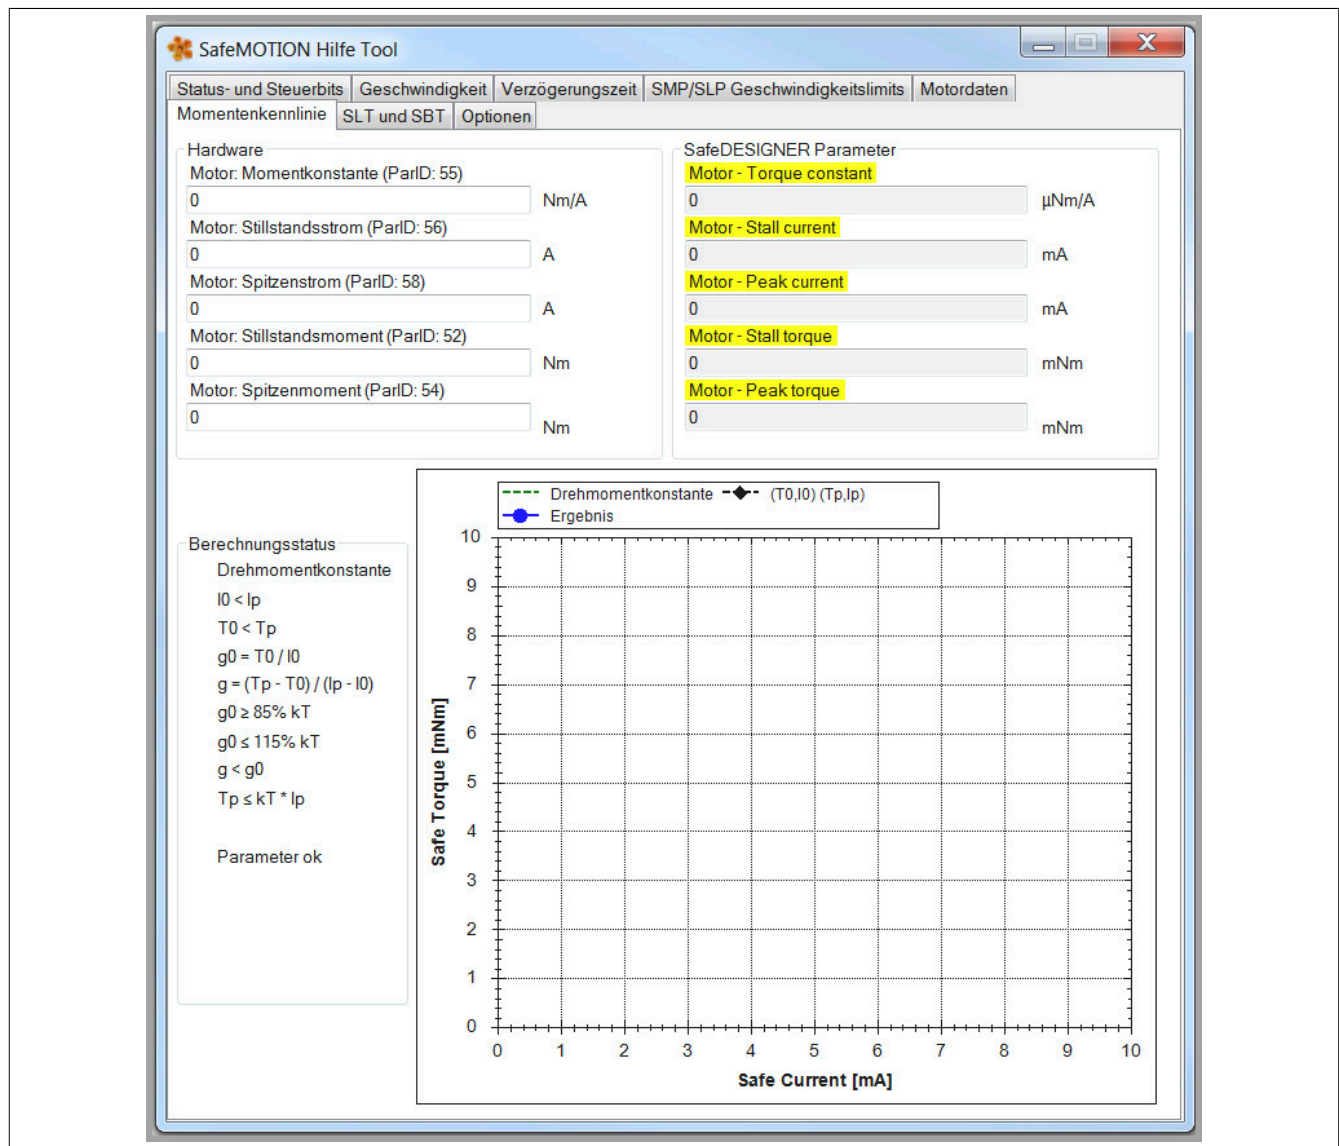 SafeMOTION Hilfe Tool
Status- und Steuerbits Geschwindigkeit Verzögerungszeit SMP/SLP Geschwindigkeitslimits Motordaten
Momentenkennlinie SLT und SBT Optionen
Hardware
Motor: Momentkonstante (ParID: 55)
0 Nm/A
Motor: Stillstandsstrom (ParID: 56)
0 A
Motor: Spitzenstrom (ParID: 58)
0 A
Motor: Stillstandsmoment (ParID: 52)
0 Nm
Motor: Spitzenmoment (ParID: 54)
0 Nm
SafeDESIGNER Parameter
Motor - Torque constant
0 µNm/A
Motor - Stall current
0 mA
Motor - Peak current
0 mA
Motor - Stall torque
0 mNm
Motor - Peak torque
0 mNm
Berechnungsstatus
Drehmomentkonstante
I0 < Ip
T0 < Tp
g0 = T0 / I0
g = (Tp - T0) / (Ip - I0)
g0 ≥ 85% kT
g0 ≤ 115% kT
g < g0
Tp ≤ kT * Ip
Parameter ok
Drehmomentkonstante (T0,I0) (Tp,Ip)
Ergebnis
Safe Torque [mNm]
10
9
8
7
6
5
4
3
2
1
0
0 1 2 3 4 5 6 7 8 9 10
Safe Current [mA]